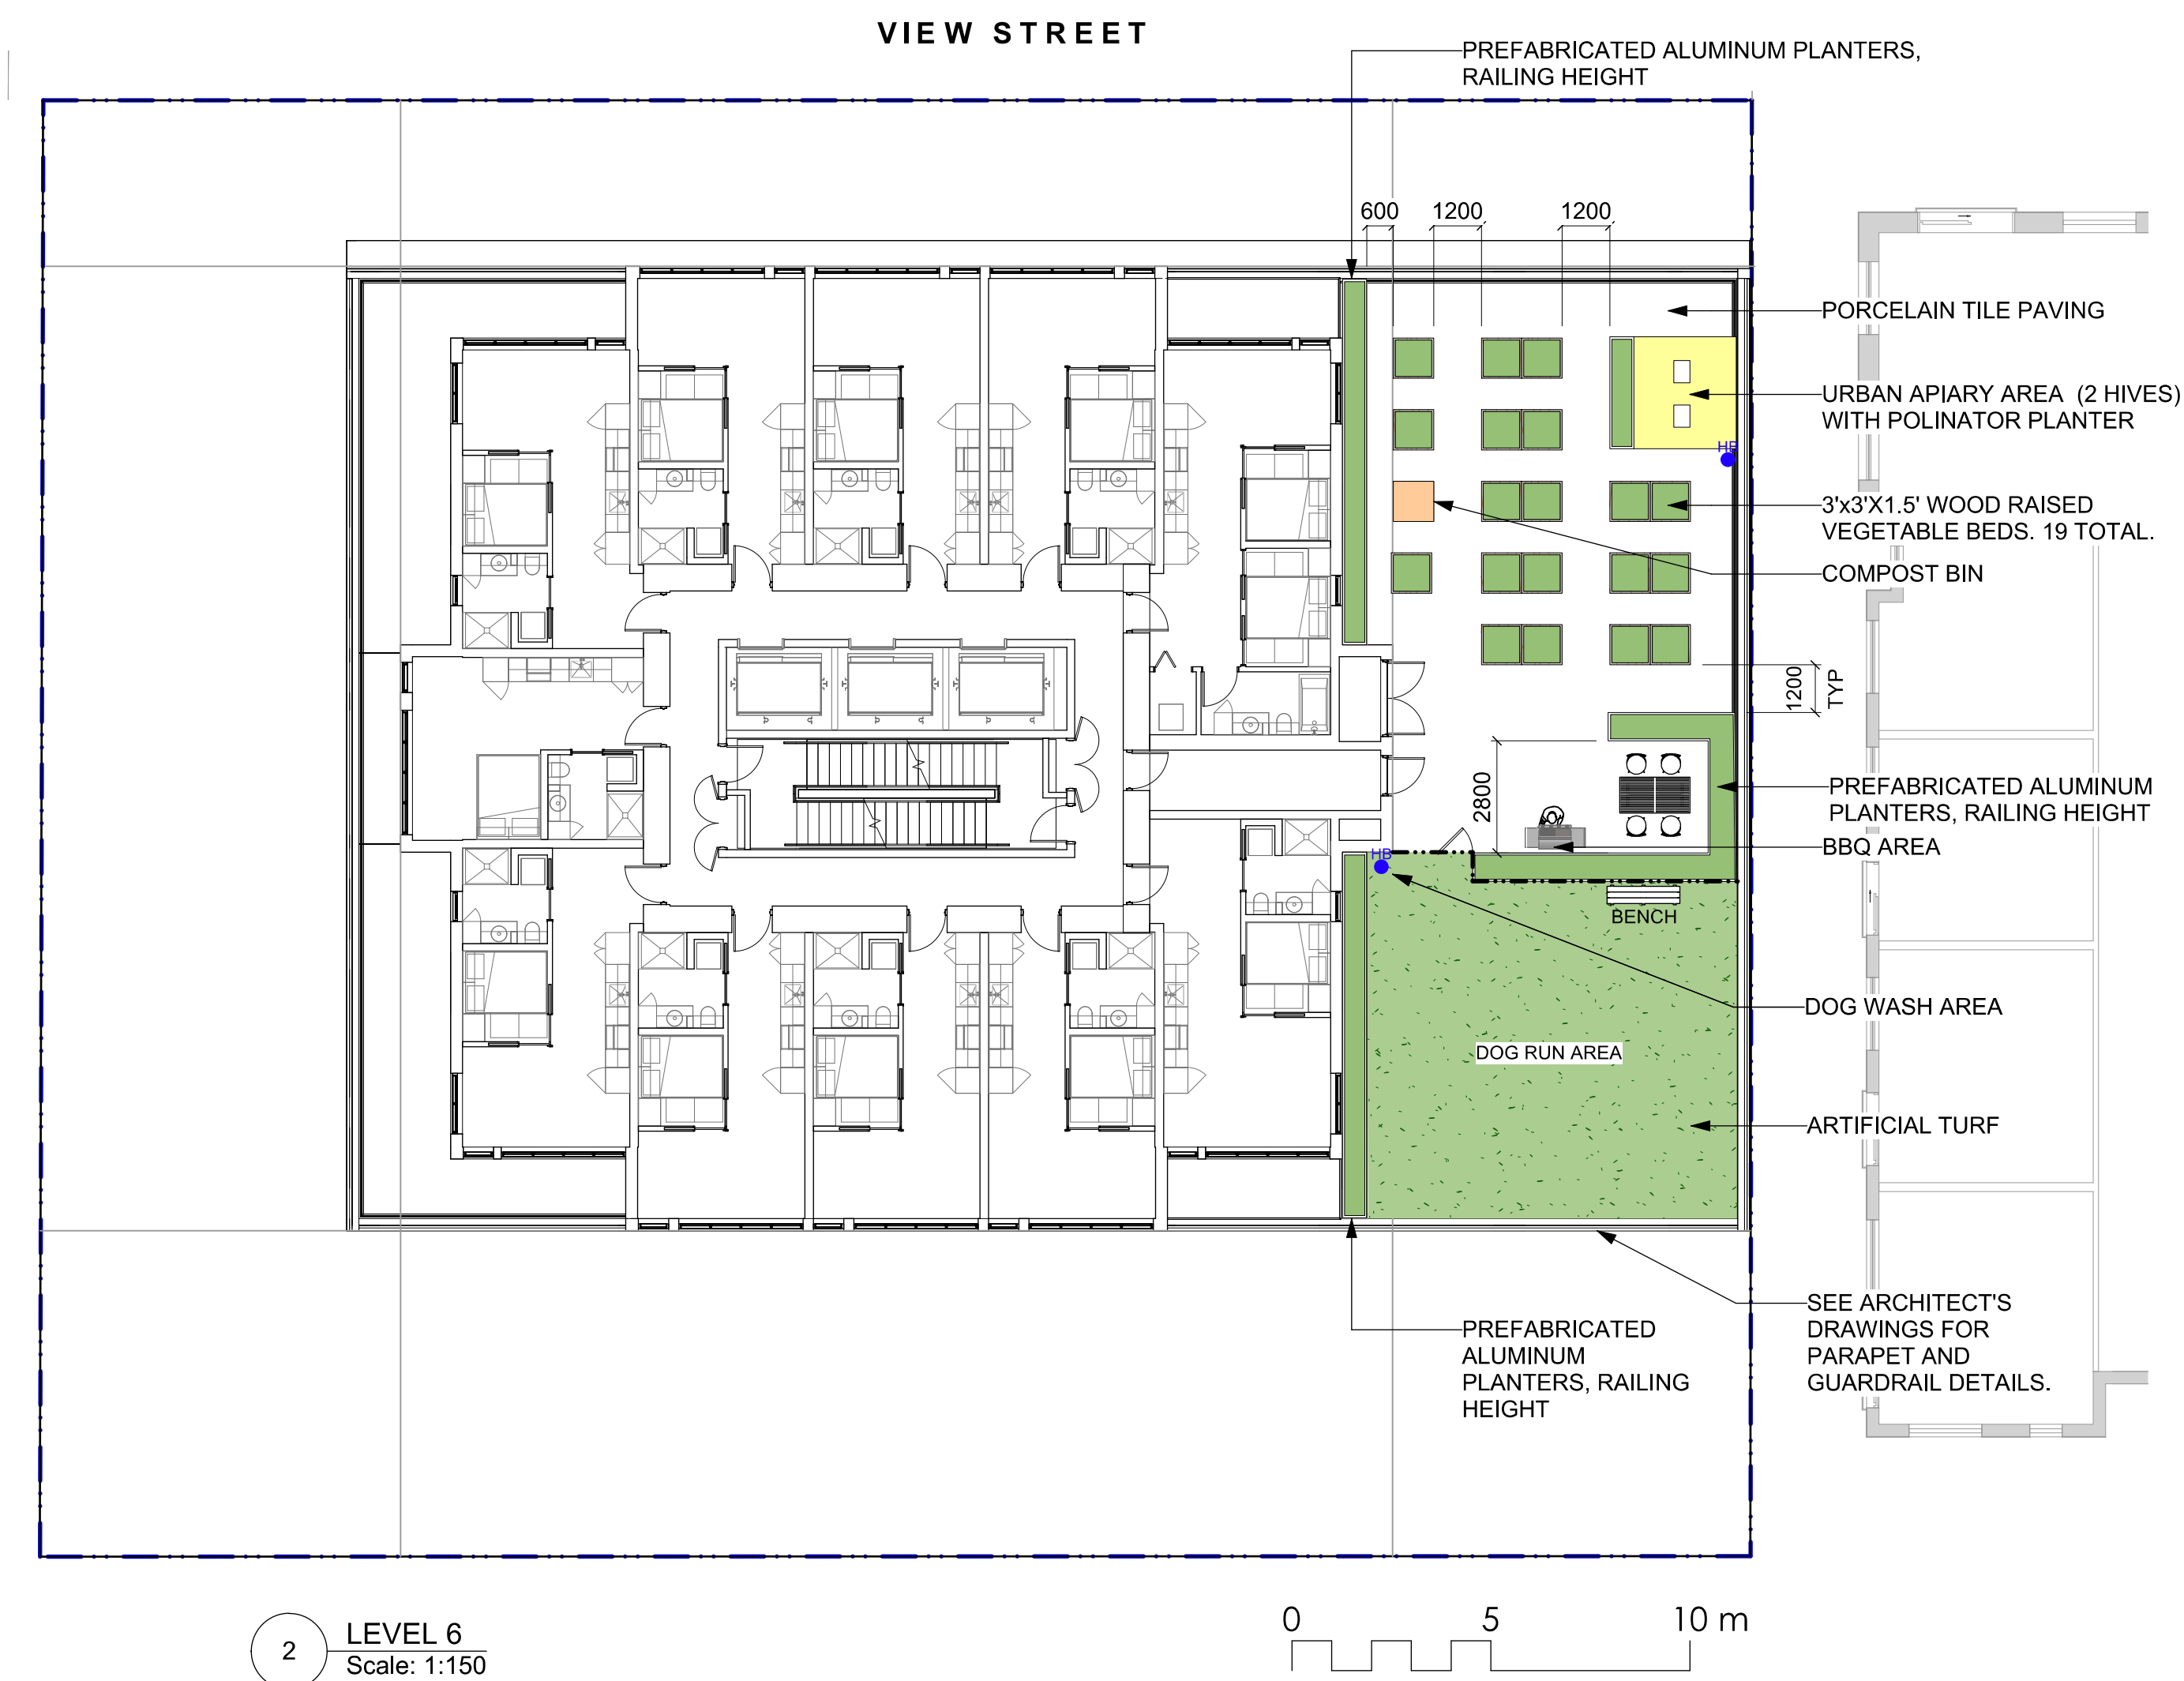 VIEW STREET
PREFABRICATED ALUMINUM PLANTERS,
RAILING HEIGHT
600
1200
1200
PORCELAIN TILE PAVING
URBAN APIARY AREA (2 HIVES)
WITH POLINATOR PLANTER
HB
3'x3'X1.5' WOOD RAISED
VEGETABLE BEDS. 19 TOTAL.
COMPOST BIN
1200
TYP
2800
PREFABRICATED ALUMINUM
PLANTERS, RAILING HEIGHT
BBQ AREA
HB
BENCH
DOG WASH AREA
DOG RUN AREA
ARTIFICIAL TURF
SEE ARCHITECT'S
DRAWINGS FOR
PARAPET AND
GUARDRAIL DETAILS.
PREFABRICATED
ALUMINUM
PLANTERS, RAILING
HEIGHT
2
LEVEL 6
Scale: 1:150
0 5 10 m